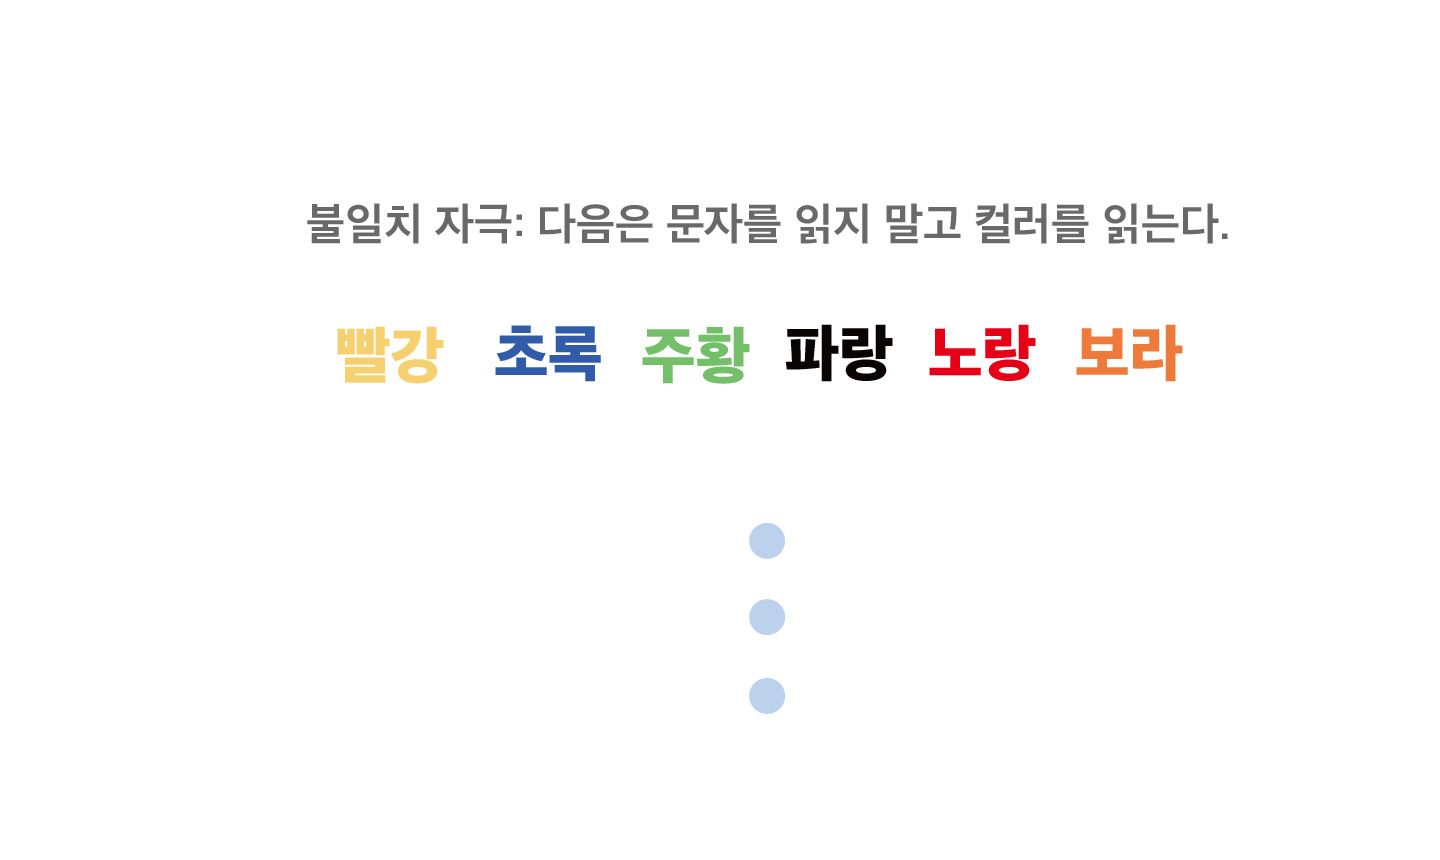 불일치 자극: 다음은 문자를 읽지 말고 컬러를 읽는다.
빨강 초록 주황 파랑 노랑 보라